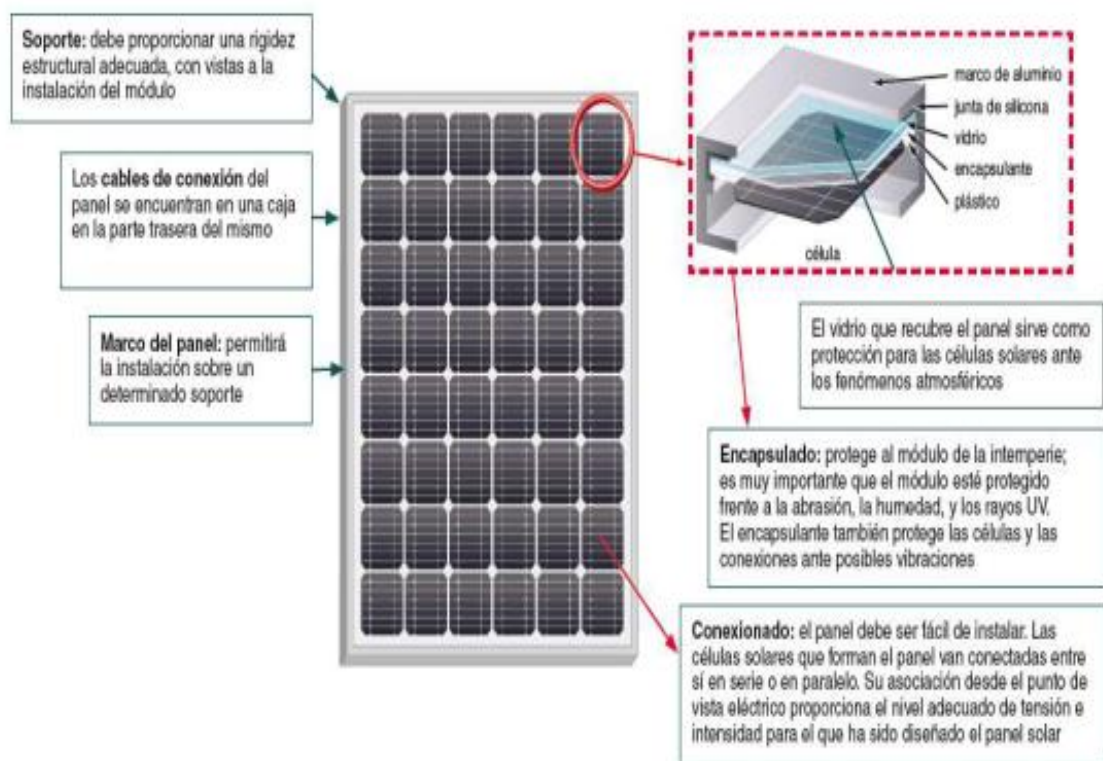 Soporte: debe proporcionar una rigidez
estructural adecuada, con vistas a la
instalación del módulo
Los cables de conexión del
panel se encuentran en una caja
en la parte trasera del mismo
Marco del panel: permitirá
la instalación sobre un
determinado soporte
marco de aluminio
junta de silicona
vidrio
encapsulante
plástico
célula
El vidrio que recubre el panel sirve como
protección para las células solares ante
los fenómenos atmosféricos
Encapsulado: protege al módulo de la intemperie;
es muy importante que el módulo esté protegido
frente a la abrasión, la humedad, y los rayos UV.
El encapsulante también protege las células y las
conexiones ante posibles vibraciones
Conexionado: el panel debe ser fácil de instalar. Las
células solares que forman el panel van conectadas entre
sí en serie o en paralelo. Su asociación desde el punto de
vista eléctrico proporciona el nivel adecuado de tensión e
intensidad para el que ha sido diseñado el panel solar